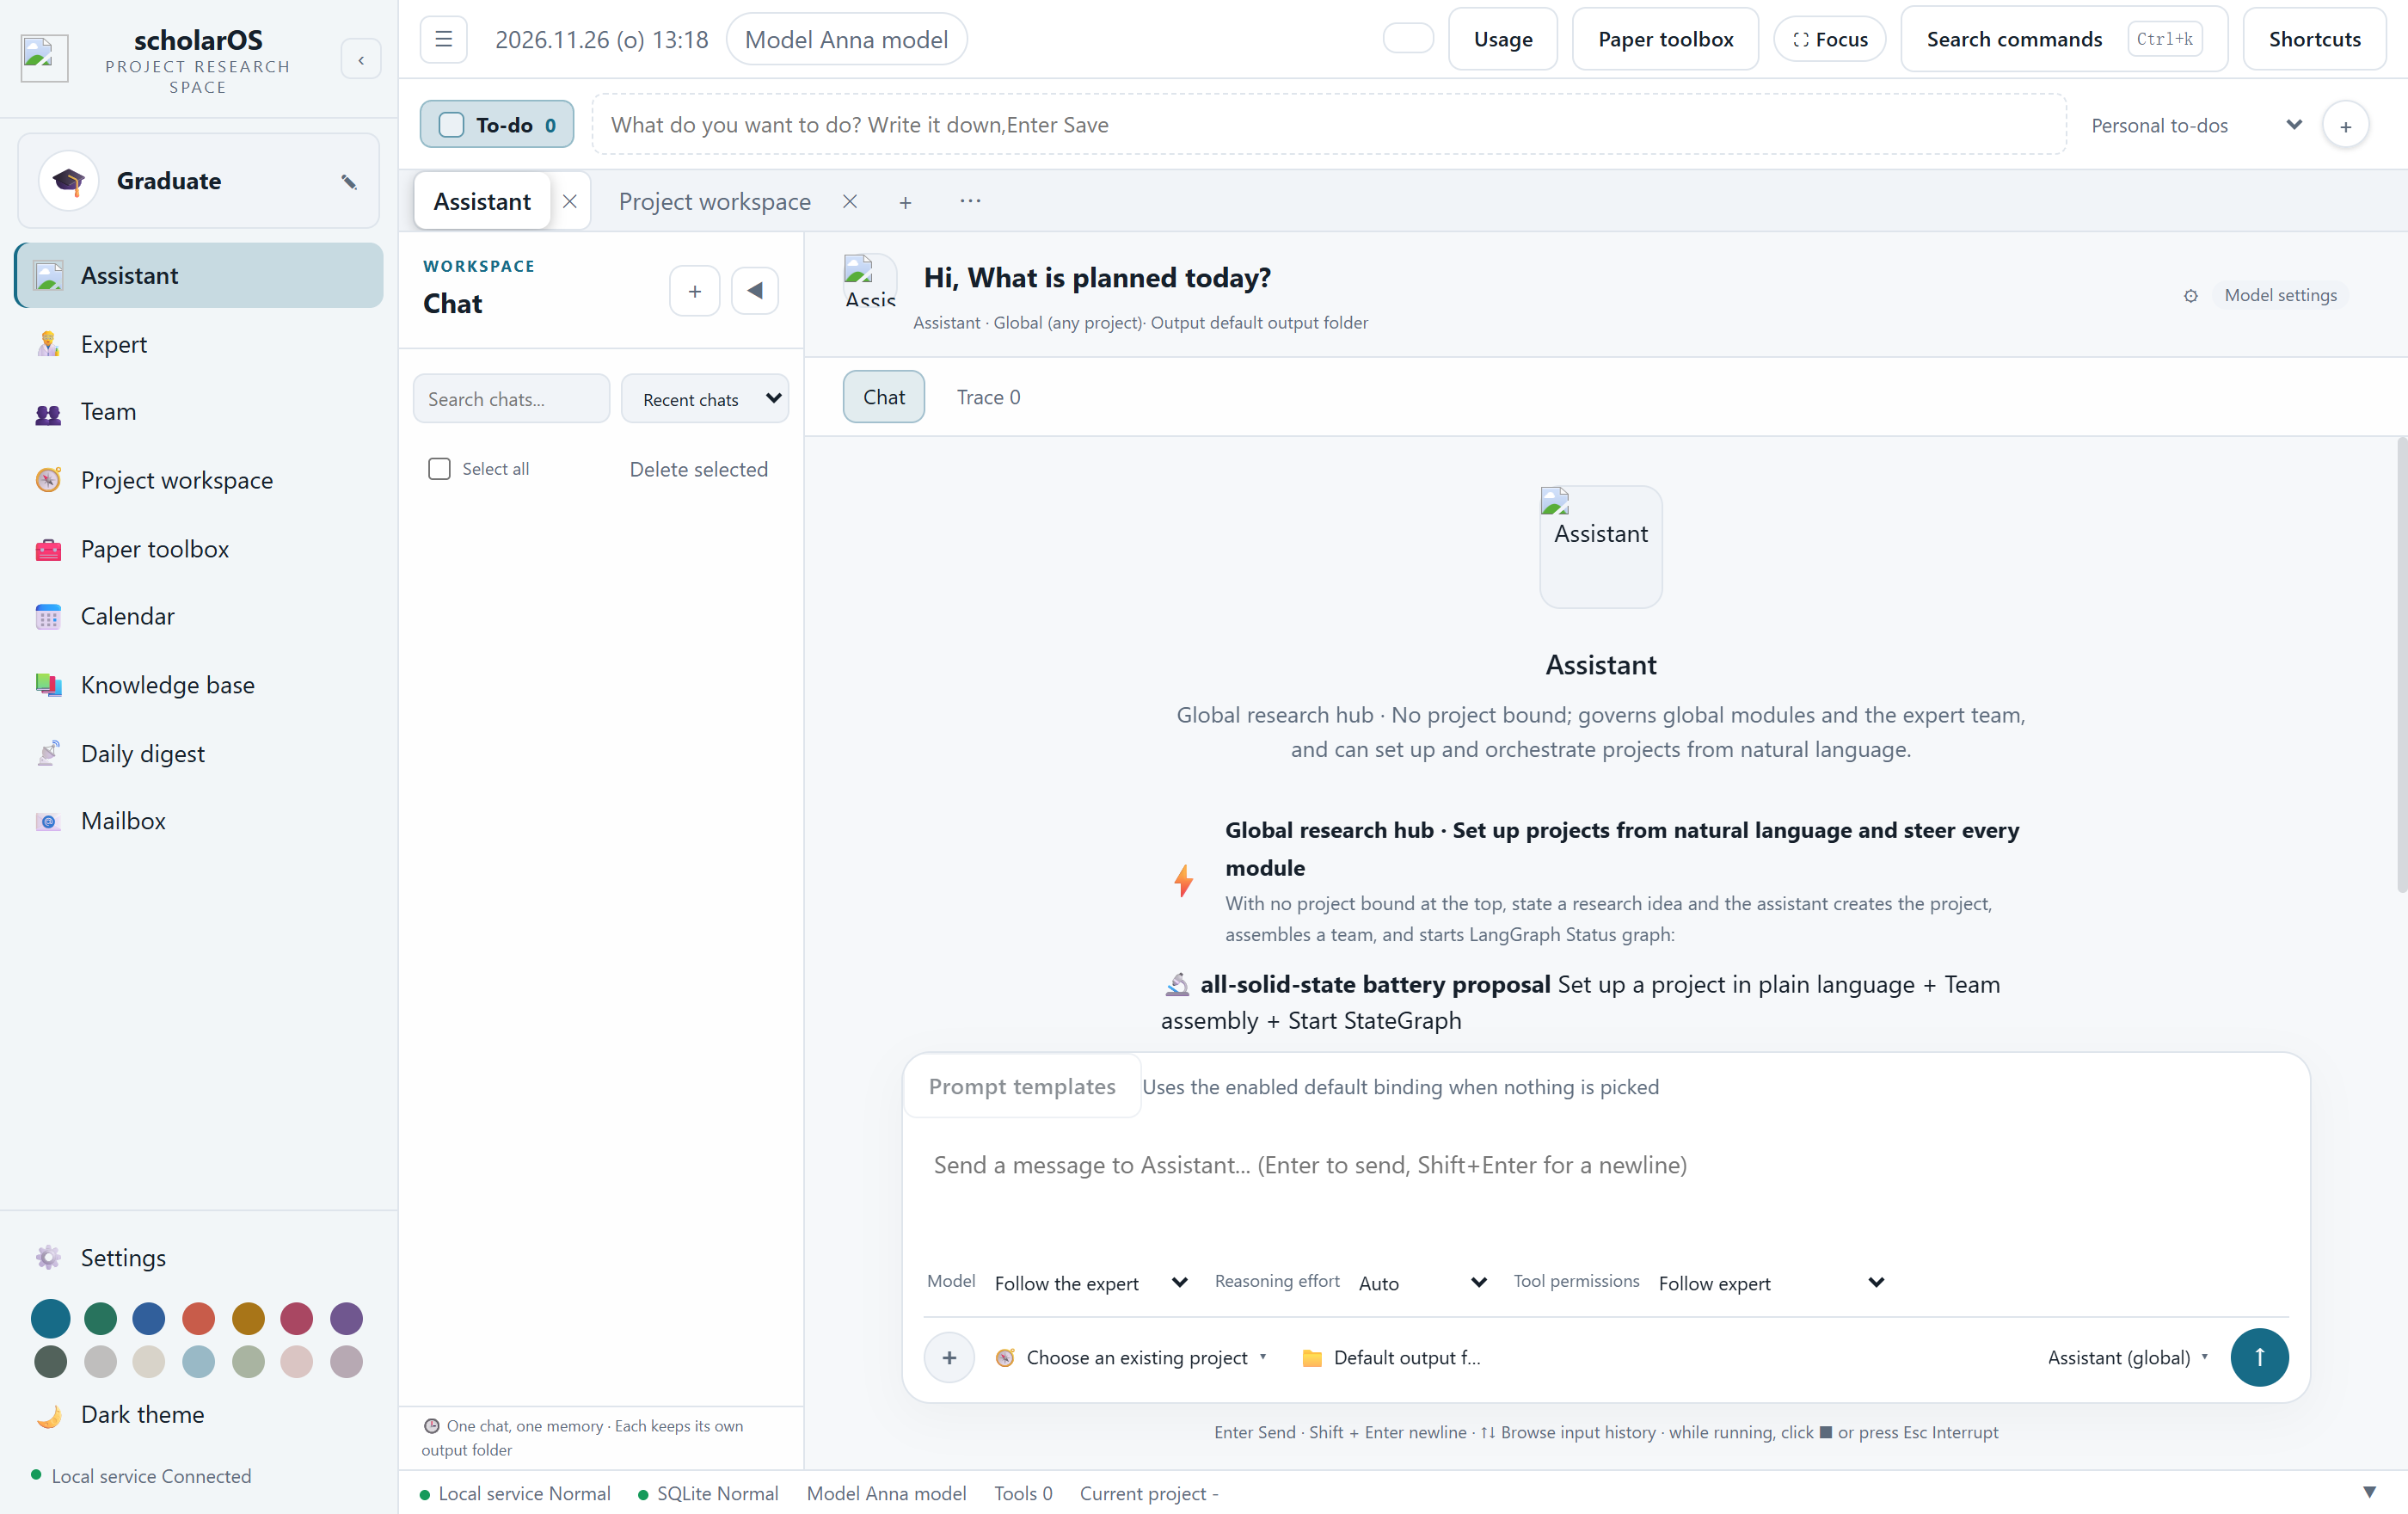 scholarOS
PROJECT RESEARCH
SPACE
Graduate
Assistant
Expert
Team
Project workspace
Paper toolbox
Calendar
Knowledge base
Daily digest
Mailbox
Settings
Dark theme
Local service Connected
2026.11.26 (o) 13:18
Model Anna model
Usage
Paper toolbox
Focus
Search commands Ctrl+k
Shortcuts
To-do 0
What do you want to do? Write it down,Enter Save
Personal to-dos
Assistant
Project workspace
WORKSPACE
Chat
Search chats...
Recent chats
Select all
Delete selected
One chat, one memory · Each keeps its own
output folder
Assis
Hi, What is planned today?
Assistant · Global (any project)· Output default output folder
Model settings
Chat
Trace 0
Assistant
Assistant
Global research hub · No project bound; governs global modules and the expert team,
and can set up and orchestrate projects from natural language.
Global research hub · Set up projects from natural language and steer every
module
With no project bound at the top, state a research idea and the assistant creates the project,
assembles a team, and starts LangGraph Status graph:
all-solid-state battery proposal Set up a project in plain language + Team
assembly + Start StateGraph
Prompt templates
Uses the enabled default binding when nothing is picked
Send a message to Assistant... (Enter to send, Shift+Enter for a newline)
Model Follow the expert
Reasoning effort Auto
Tool permissions Follow expert
Choose an existing project
Default output f...
Assistant (global)
Enter Send · Shift + Enter newline · ↑↓ Browse input history · while running, click ■ or press Esc Interrupt
Local service Normal
SQLite Normal
Model Anna model
Tools 0
Current project -